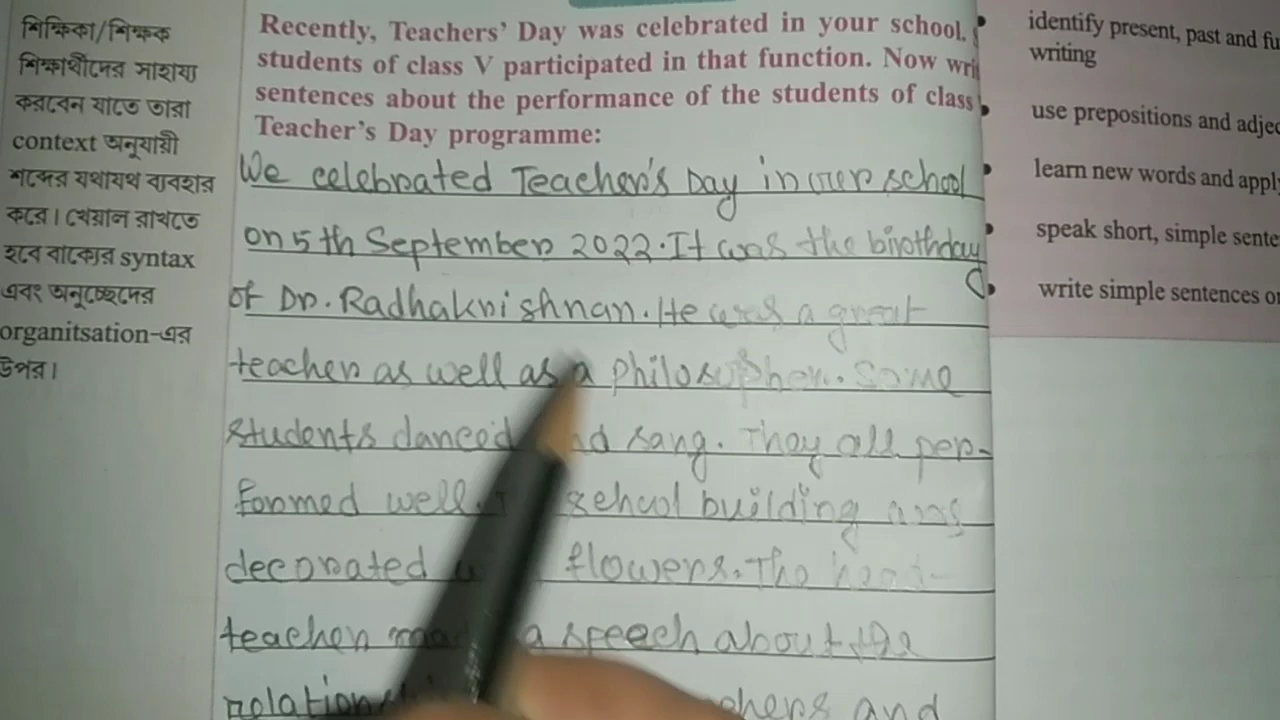 শিক্ষিকা/শিক্ষক
শিক্ষার্থীদের সাহায্য
করবেন যাতে তারা
context অনুযায়ী
শব্দের যথাযথ ব্যবহার
করে। খেয়াল রাখতে
হবে বাক্যের syntax
এবং অনুচ্ছেদের
organitsation-এর
উপর।
Recently, Teachers' Day was celebrated in your school.
students of class V participated in that function. Now
sentences about the performance of the students of class
Teacher's Day programme:
We celebrated Teacher's Day in our school
on 5th September 2022. It was the birthday
of Dr. Radhakrishnan. He was a great
teacher as well as a philosopher. Some
students danced and sang. They all per-
formed well. school building was
decorated flowers. The head-
teacher made a speech about the
and
identify present, past and
writing
use prepositions and
learn new words and
speak short, simple
write simple sentences